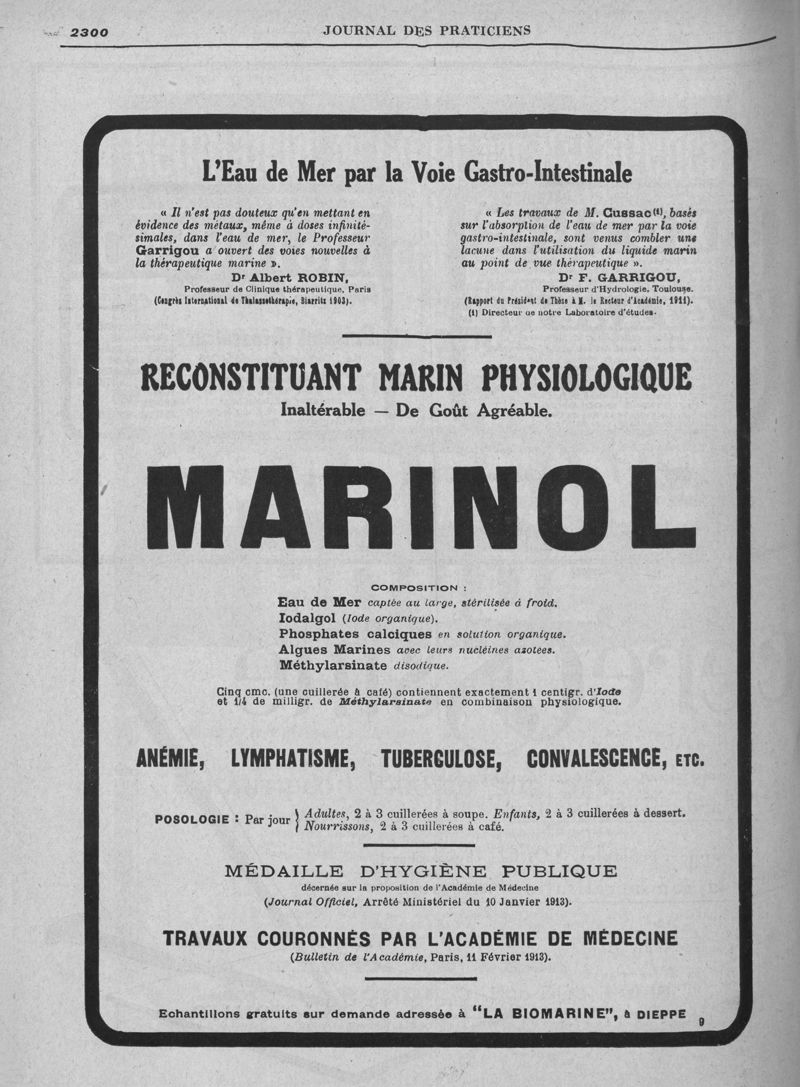 2300
JOURNAL DES PRATICIENS
L'Eau de Mer par la Voie Gastro-Intestinale
« Il n'est pas douteux qu'en mettant en
évidence des métaux, même à doses infinité-
simales, dans l'eau de mer, le Professeur
Garrigou a ouvert des voies nouvelles à
la thérapeutique marine ».
Dr Albert ROBIN,
Professeur de Clinique thérapeutique, Paris
(Congrès International de Thalassothérapie, Biarritz 1903).
« Les travaux de M. Cussac(1), basés
sur l'absorption de l'eau de mer par la voie
gastro-intestinale, sont venus combler une
lacune dans l'utilisation du liquide marin
au point de vue thérapeutique ».
Dr F. GARRIGOU,
Professeur d'Hydrologie, Toulouse.
(Rapport du Président de Thèse à M. le Recteur d'Académie, 1911).
(1) Directeur de notre Laboratoire d'études.
RECONSTITUANT MARIN PHYSIOLOGIQUE
Inaltérable — De Goût Agréable.
MARINOL
COMPOSITION :
Eau de Mer captée au large, stérilisée à froid.
Iodalgol (Iode organique).
Phosphates calciques en solution organique.
Algues Marines avec leurs nucléines azotées.
Méthylarsinate disodique.
Cinq cmc. (une cuillerée à café) contiennent exactement 1 centigr. d'Iode
et 1/4 de milligr. de Méthylarsinate en combinaison physiologique.
ANÉMIE, LYMPHATISME, TUBERCULOSE, CONVALESCENCE, ETC.
POSOLOGIE : Par jour
Adultes, 2 à 3 cuillerées à soupe. Enfants, 2 à 3 cuillerées à dessert.
Nourrissons, 2 à 3 cuillerées à café.
MÉDAILLE D'HYGIÈNE PUBLIQUE
décernée sur la proposition de l'Académie de Médecine
(Journal Officiel, Arrêté Ministériel du 10 Janvier 1913).
TRAVAUX COURONNÉS PAR L'ACADÉMIE DE MÉDECINE
(Bulletin de l'Académie, Paris, 11 Février 1913).
Echantillons gratuits sur demande adressée à "LA BIOMARINE", à DIEPPE
9